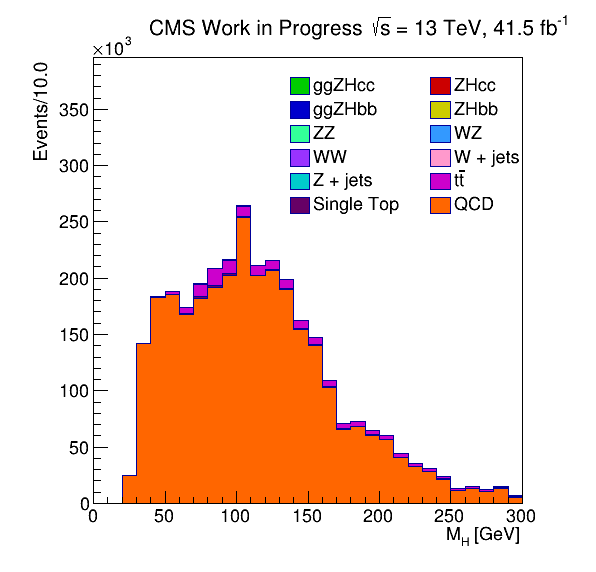 CMS Work in Progress √s = 13 TeV, 41.5 fb⁻¹
×10³
Events/10.0
ggZHcc ZHcc
ggZHbb ZHbb
ZZ WZ
WW W + jets
Z + jets tt̄
Single Top QCD
350
300
250
200
150
100
50
0
0 50 100 150 200 250 300
M_H [GeV]